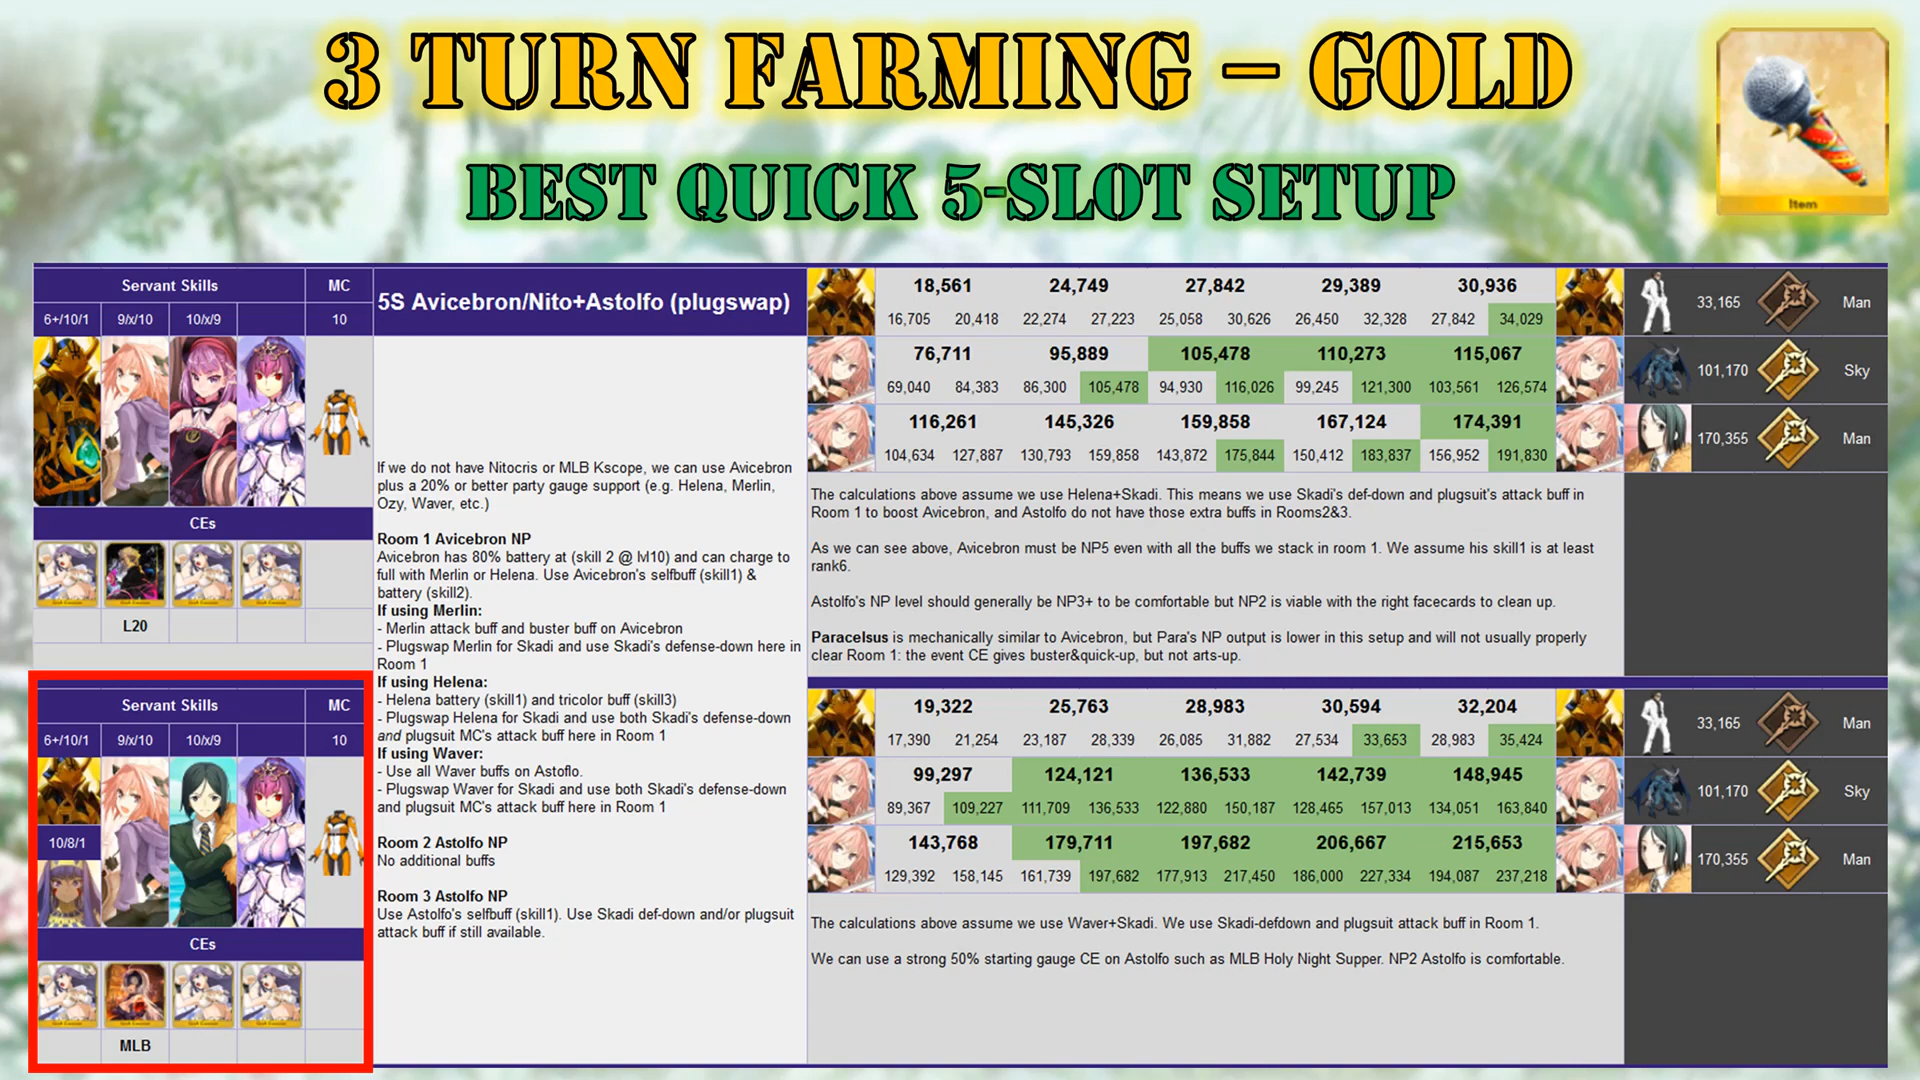 3 TURN FARMING – GOLD
BEST QUICK 5-SLOT SETUP
Item
Servant Skills
MC
6+/10/1
9/x/10
10/x/9
10
CEs
L20
5S Avicebron/Nito+Astolfo (plugswap)
If we do not have Nitocris or MLB Kscope, we can use Avicebron
plus a 20% or better party gauge support (e.g. Helena, Merlin,
Ozy, Waver, etc.)
Room 1 Avicebron NP
Avicebron has 80% battery at (skill 2 @ lvl10) and can charge to
full with Merlin or Helena. Use Avicebron's selfbuff (skill1) &
battery (skill2).
If using Merlin:
- Merlin attack buff and buster buff on Avicebron
- Plugswap Merlin for Skadi and use Skadi's defense-down here in
Room 1
If using Helena:
- Helena battery (skill1) and tricolor buff (skill3)
- Plugswap Helena for Skadi and use both Skadi's defense-down
and plugsuit MC's attack buff here in Room 1
If using Waver:
- Use all Waver buffs on Astoflo.
- Plugswap Waver for Skadi and use both Skadi's defense-down
and plugsuit MC's attack buff here in Room 1
Room 2 Astolfo NP
No additional buffs
Room 3 Astolfo NP
Use Astolfo's selfbuff (skill1). Use Skadi def-down and/or plugsuit
attack buff if still available.
18,561 24,749 27,842 29,389 30,936
16,705 20,418 22,274 27,223 25,058 30,626 26,450 32,328 27,842 34,029
33,165 Man
76,711 95,889 105,478 110,273 115,067
69,040 84,383 86,300 105,478 94,930 116,026 99,245 121,300 103,561 126,574
101,170 Sky
116,261 145,326 159,858 167,124 174,391
104,634 127,887 130,793 159,858 143,872 175,844 150,412 183,837 156,952 191,830
170,355 Man
The calculations above assume we use Helena+Skadi. This means we use Skadi's def-down and plugsuit's attack buff in
Room 1 to boost Avicebron, and Astolfo do not have those extra buffs in Rooms2&3.
As we can see above, Avicebron must be NP5 even with all the buffs we stack in room 1. We assume his skill1 is at least
rank6.
Astolfo's NP level should generally be NP3+ to be comfortable but NP2 is viable with the right facecards to clean up.
Paracelsus is mechanically similar to Avicebron, but Para's NP output is lower in this setup and will not usually properly
clear Room 1: the event CE gives buster&quick-up, but not arts-up.
Servant Skills
MC
6+/10/1
9/x/10
10/x/9
10
10/8/1
CEs
MLB
19,322 25,763 28,983 30,594 32,204
17,390 21,254 23,187 28,339 26,085 31,882 27,534 33,653 28,983 35,424
33,165 Man
99,297 124,121 136,533 142,739 148,945
89,367 109,227 111,709 136,533 122,880 150,187 128,465 157,013 134,051 163,840
101,170 Sky
143,768 179,711 197,682 206,667 215,653
129,392 158,145 161,739 197,682 177,913 217,450 186,000 227,334 194,087 237,218
170,355 Man
The calculations above assume we use Waver+Skadi. We use Skadi-defdown and plugsuit attack buff in Room 1.
We can use a strong 50% starting gauge CE on Astolfo such as MLB Holy Night Supper. NP2 Astolfo is comfortable.